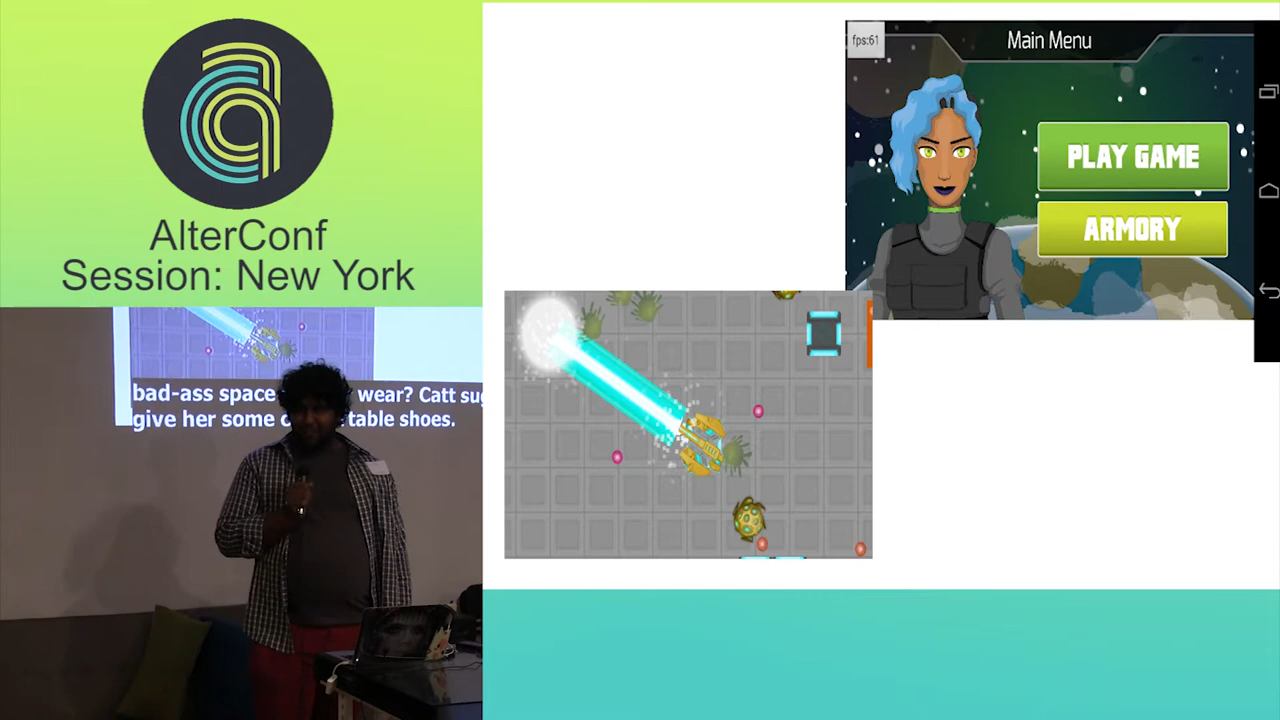 AlterConf
Session: New York
bad-ass space wear? Catt
give her some table shoes.
fps:61
Main Menu
PLAY GAME
ARMORY